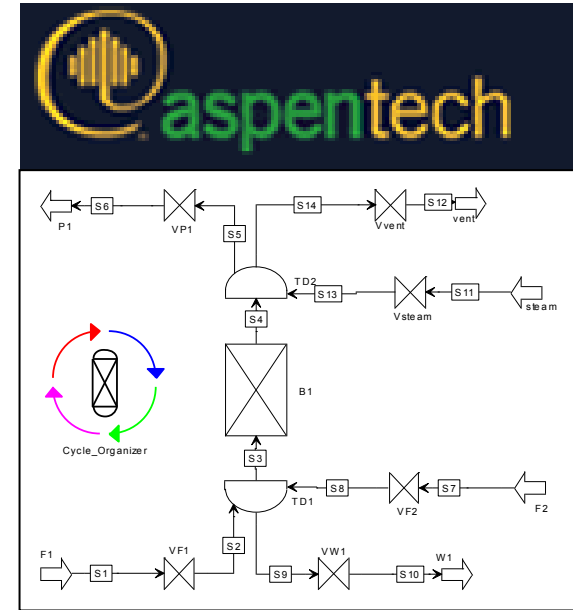 aspentech
S6 S14 S12
P1 VP1 S5 Vvent vent
TD2
S13 S11
S4 Vsteam steam
B1
Cycle_Organizer
S3
S8 S7
TD1 VF2 F2
F1 S2 W1
S1 VF1 S9 VW1 S10